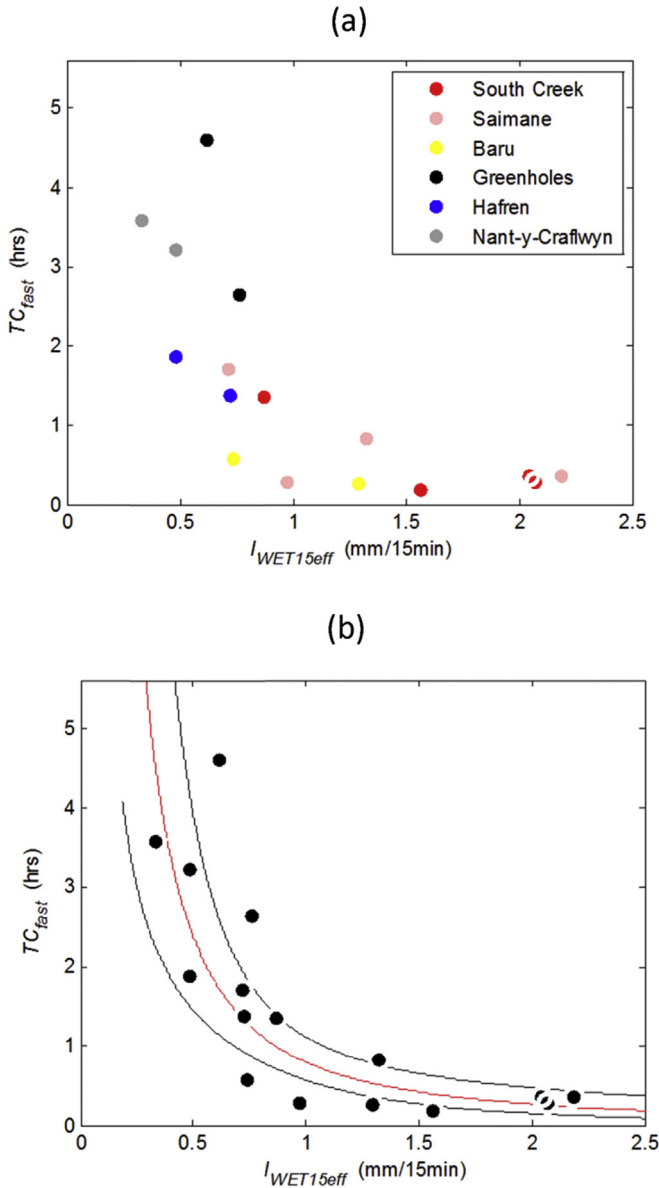 (a)
5
4
3
2
1
0
TCfast (hrs)
South Creek
Saimane
Baru
Greenholes
Hafren
Nant-y-Craflwyn
0 0.5 1 1.5 2 2.5
IWET15eff (mm/15min)
(b)
5
4
3
2
1
0
TCfast (hrs)
0 0.5 1 1.5 2 2.5
IWET15eff (mm/15min)